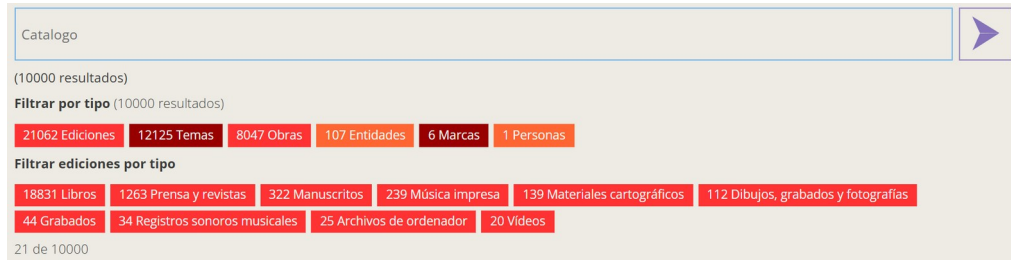 Catalogo
(10000 resultados)
Filtrar por tipo (10000 resultados)
21062 Ediciones 12125 Temas 8047 Obras 107 Entidades 6 Marcas 1 Personas
Filtrar ediciones por tipo
18831 Libros 1263 Prensa y revistas 322 Manuscritos 239 Música impresa 139 Materiales cartográficos 112 Dibujos, grabados y fotografías
44 Grabados 34 Registros sonoros musicales 25 Archivos de ordenador 20 Vídeos
21 de 10000